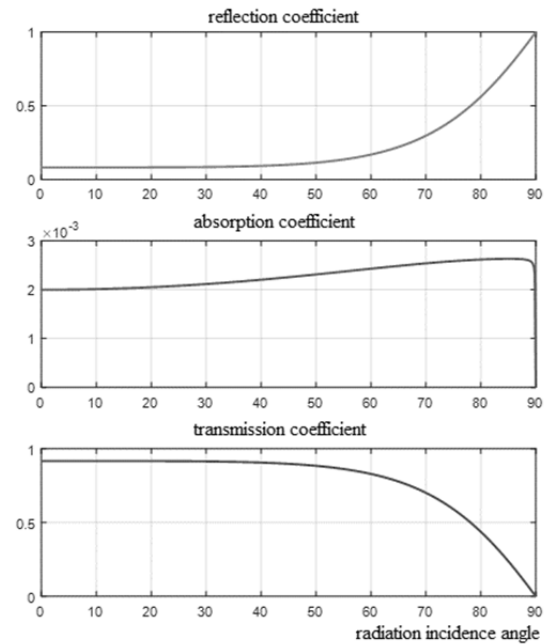 reflection coefficient
1
0.5
0
0 10 20 30 40 50 60 70 80 90
absorption coefficient
×10-3
3
2
1
0
0 10 20 30 40 50 60 70 80 90
transmission coefficient
1
0.5
0
0 10 20 30 40 50 60 70 80 90
radiation incidence angle